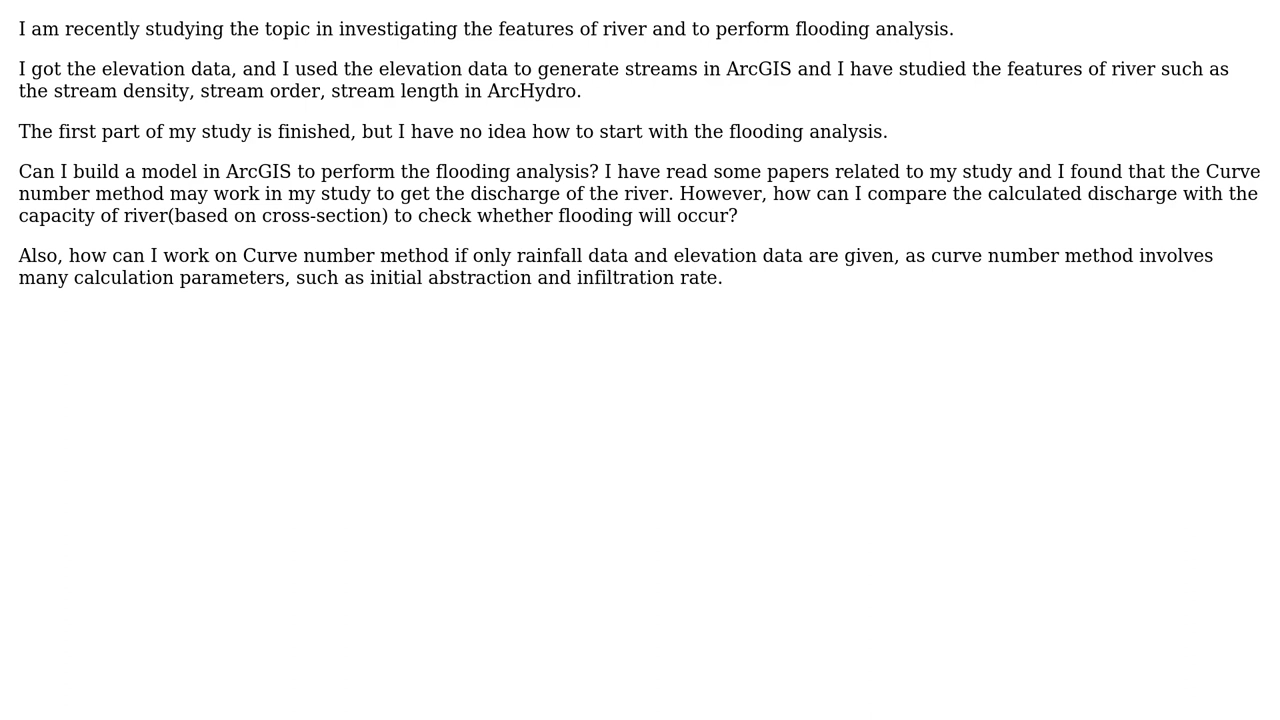 I am recently studying the topic in investigating the features of river and to perform flooding analysis.
I got the elevation data, and I used the elevation data to generate streams in ArcGIS and I have studied the features of river such as
the stream density, stream order, stream length in ArcHydro.
The first part of my study is finished, but I have no idea how to start with the flooding analysis.
Can I build a model in ArcGIS to perform the flooding analysis? I have read some papers related to my study and I found that the Curve
number method may work in my study to get the discharge of the river. However, how can I compare the calculated discharge with the
capacity of river(based on cross-section) to check whether flooding will occur?
Also, how can I work on Curve number method if only rainfall data and elevation data are given, as curve number method involves
many calculation parameters, such as initial abstraction and infiltration rate.